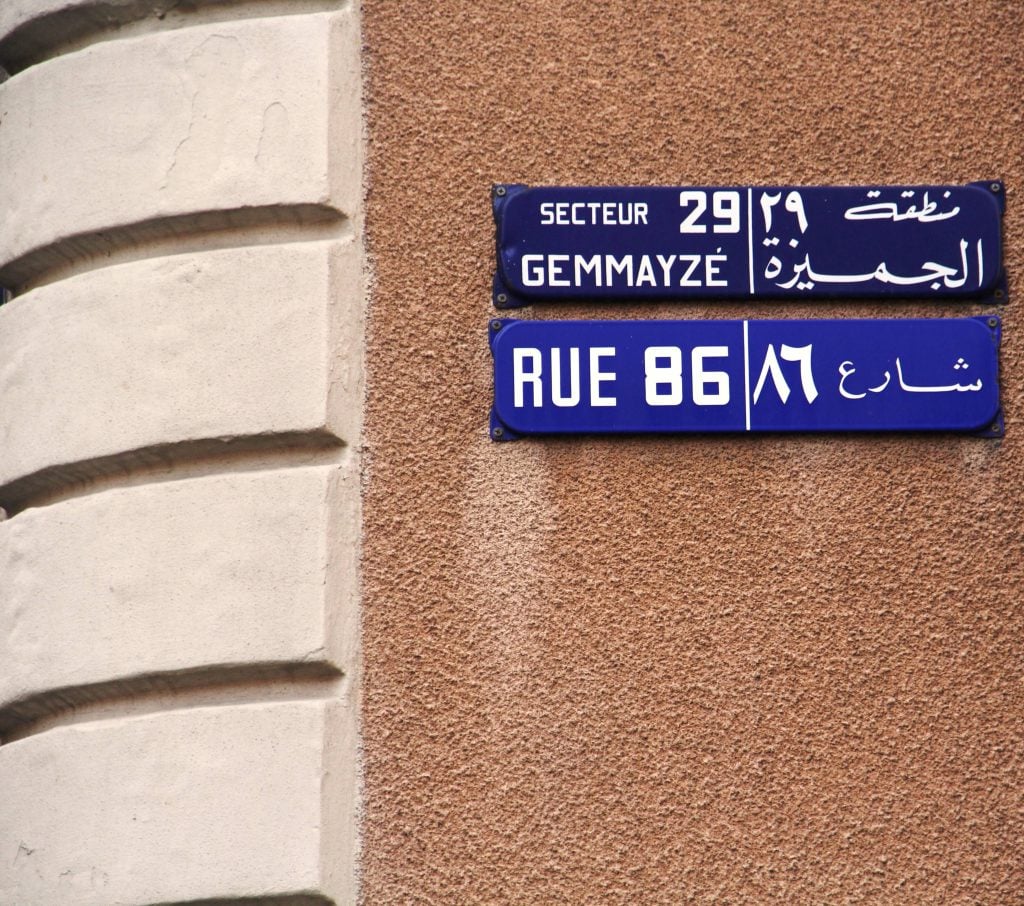 SECTEUR 29
GEMMAYZÉ
منطقة ٢٩
الجميزة
RUE 86
شارع ٨٦